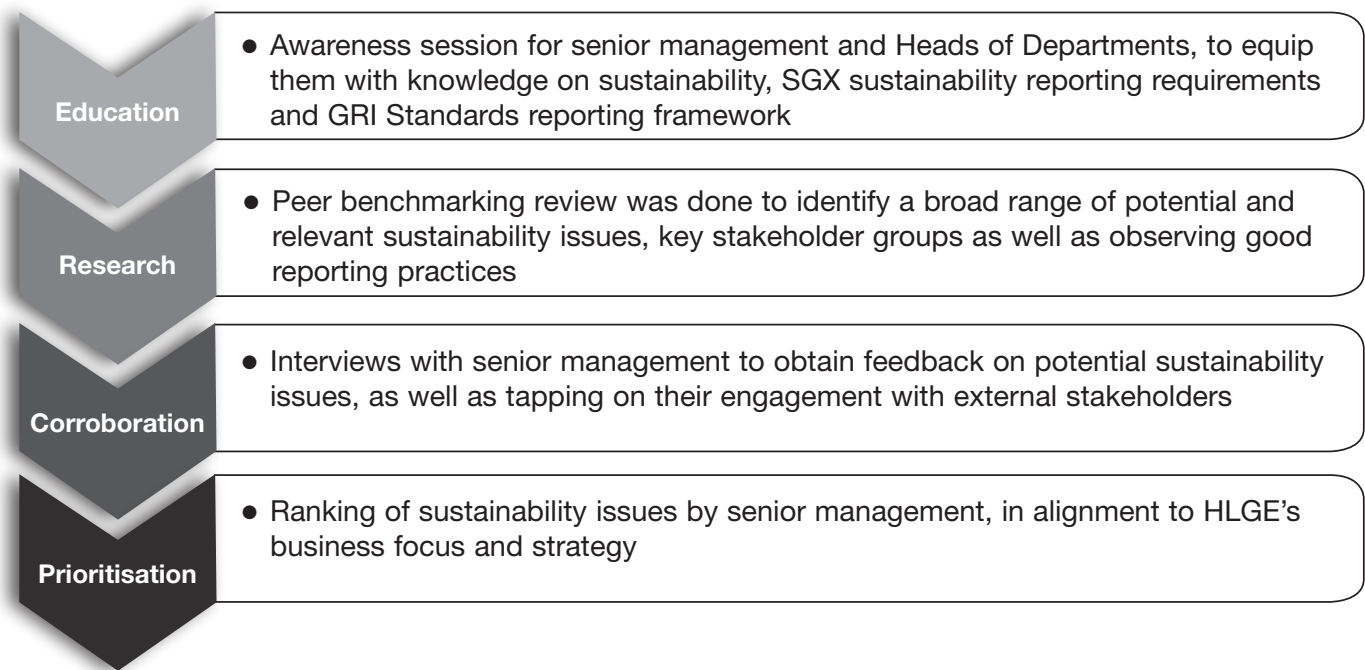 Education
● Awareness session for senior management and Heads of Departments, to equip
them with knowledge on sustainability, SGX sustainability reporting requirements
and GRI Standards reporting framework
Research
● Peer benchmarking review was done to identify a broad range of potential and
relevant sustainability issues, key stakeholder groups as well as observing good
reporting practices
Corroboration
● Interviews with senior management to obtain feedback on potential sustainability
issues, as well as tapping on their engagement with external stakeholders
Prioritisation
● Ranking of sustainability issues by senior management, in alignment to HLGE’s
business focus and strategy